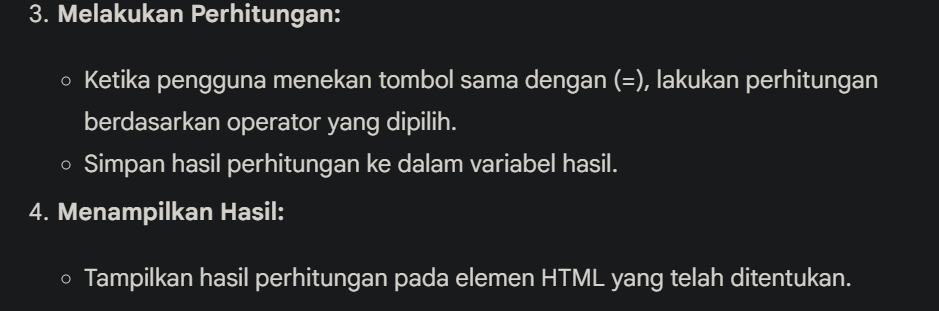 3. Melakukan Perhitungan:
○ Ketika pengguna menekan tombol sama dengan (=), lakukan perhitungan
berdasarkan operator yang dipilih.
○ Simpan hasil perhitungan ke dalam variabel hasil.
4. Menampilkan Hasil:
○ Tampilkan hasil perhitungan pada elemen HTML yang telah ditentukan.